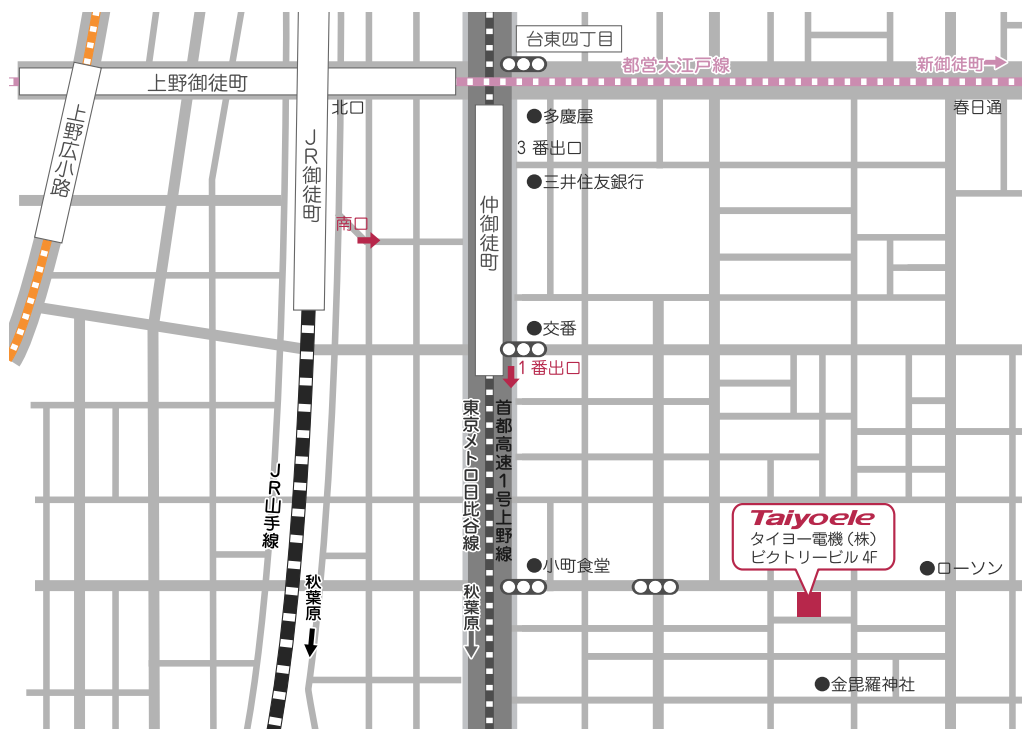 台東四丁目
都営大江戸線
新御徒町
上野御徒町
北口
春日通
上野広小路
JR御徒町
多慶屋
3 番出口
三井住友銀行
仲御徒町
南口
交番
1 番出口
東京メトロ日比谷線
首都高速1号上野線
JR山手線
Taiyoele
タイヨー電機(株)
ビクトリービル 4F
小町食堂
ローソン
秋葉原
秋葉原
金毘羅神社